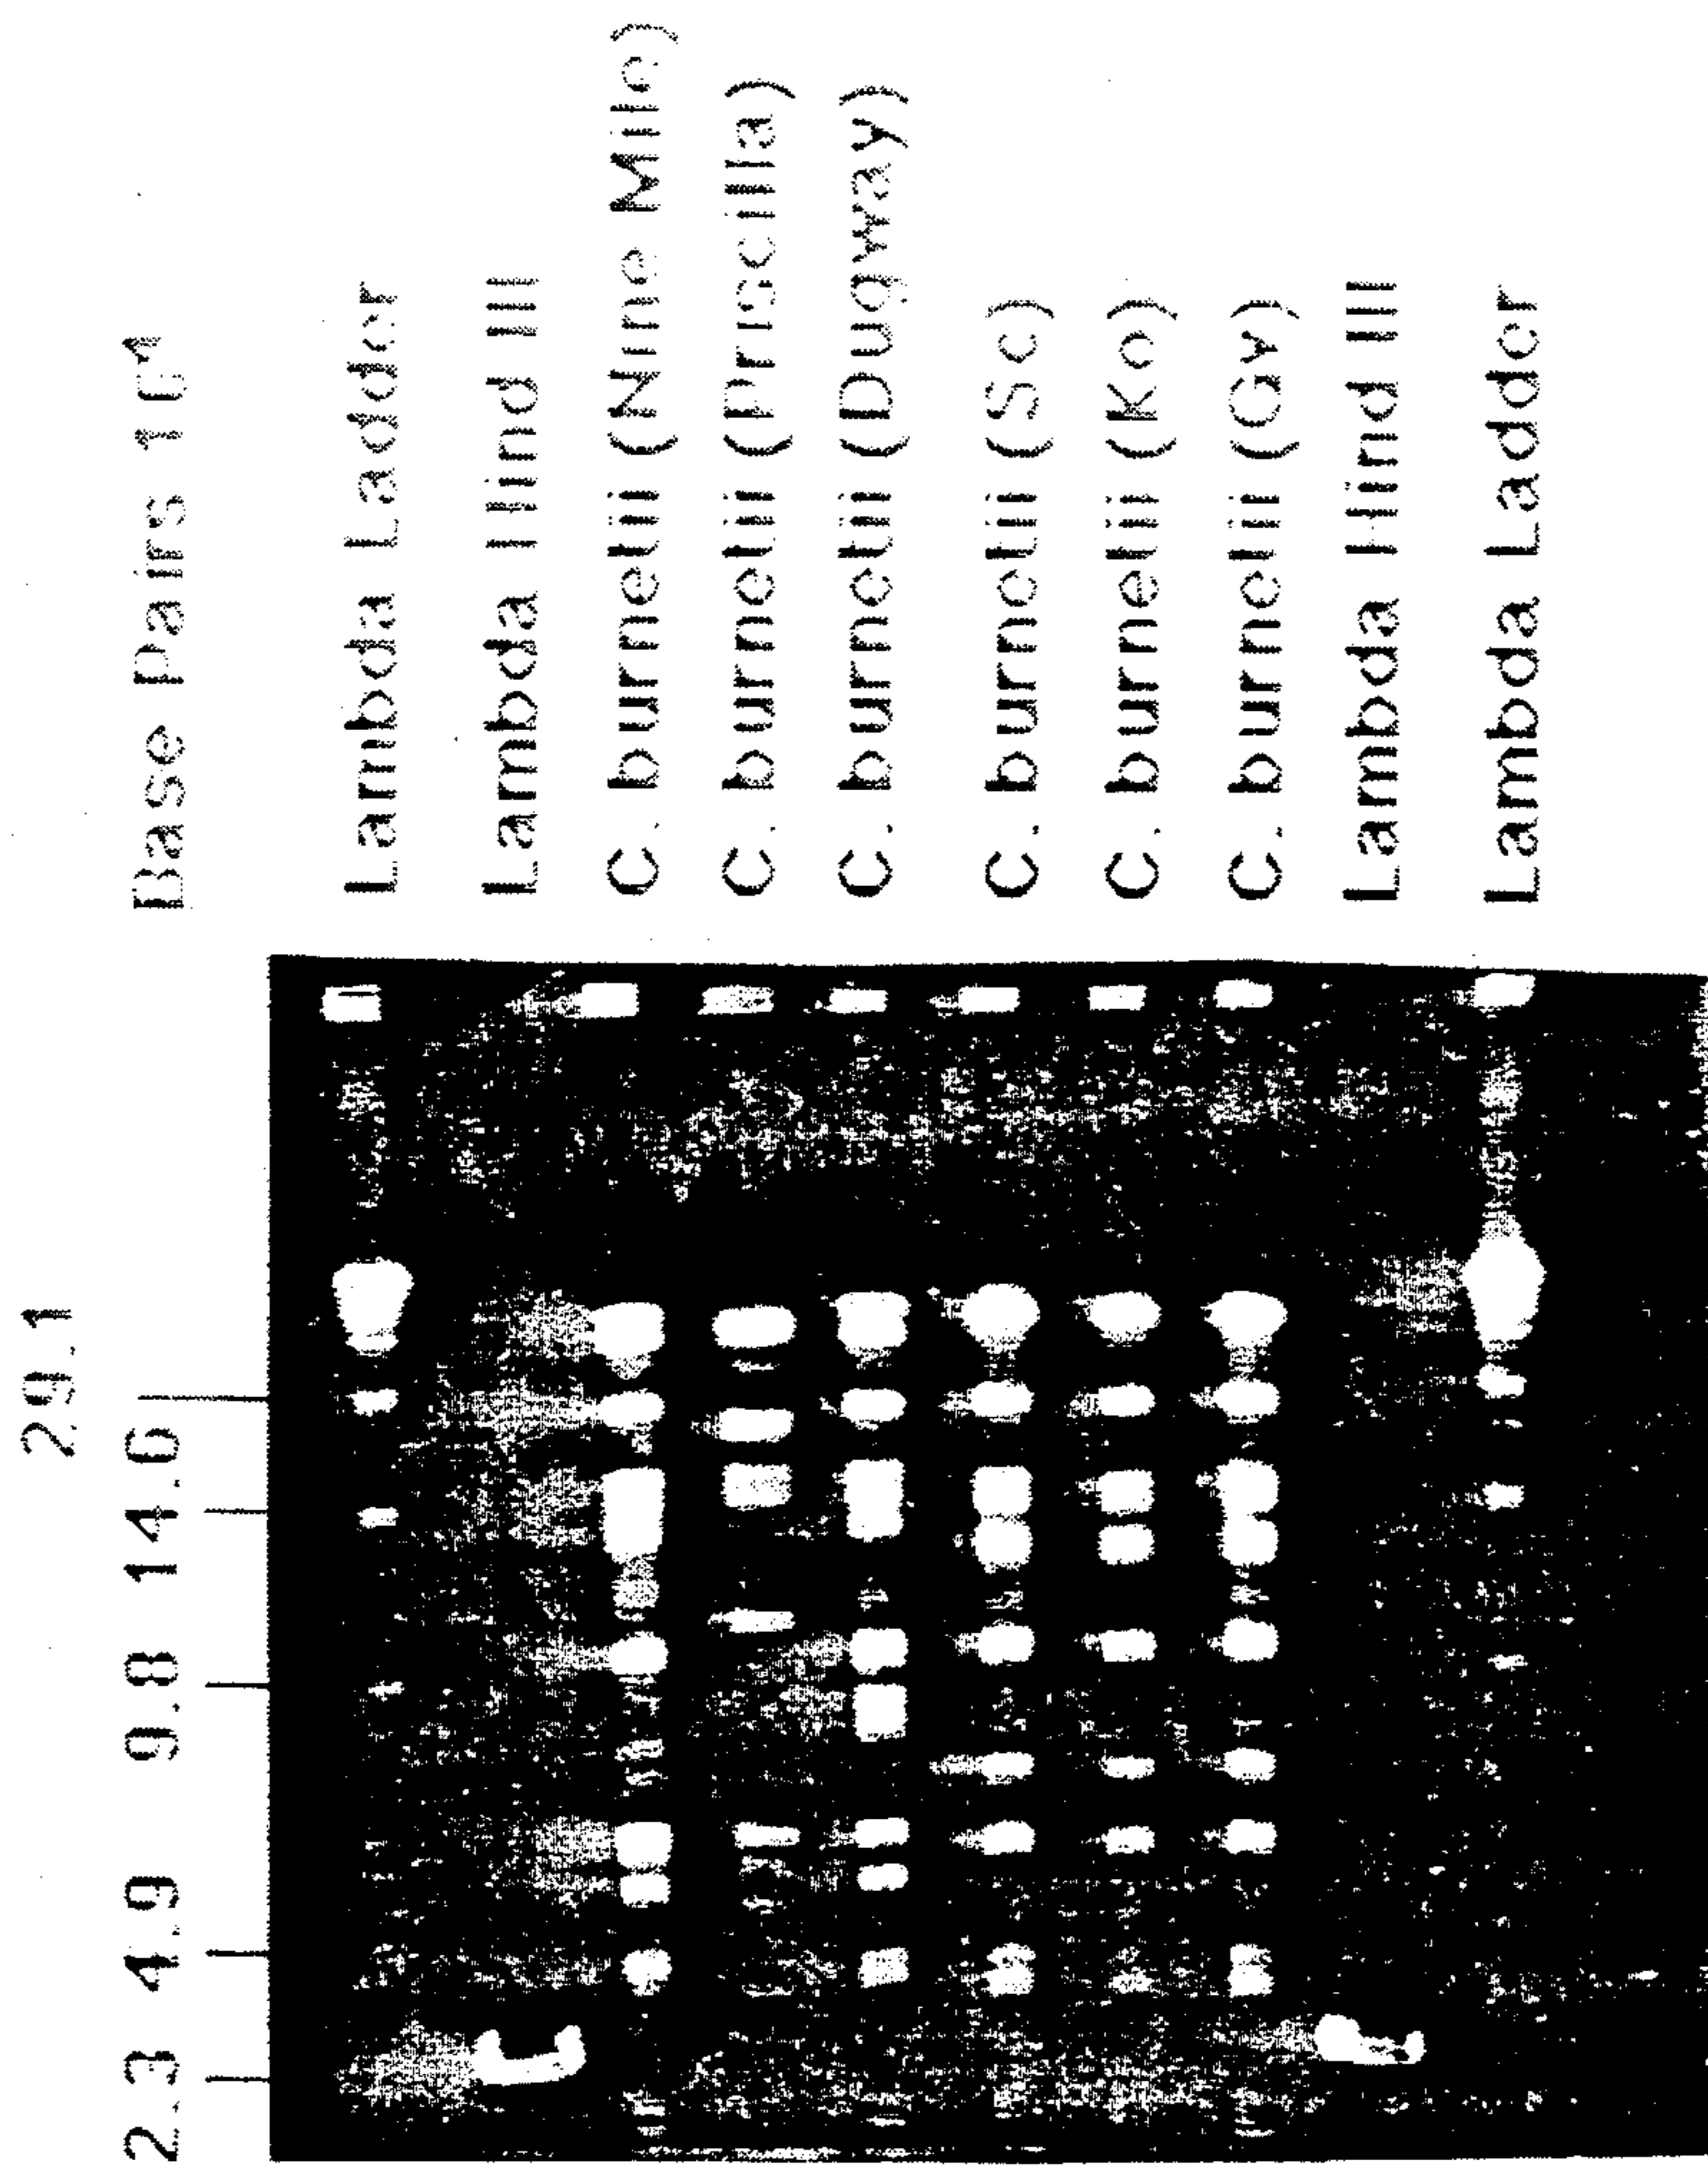 Base Pairs 10⁴
Lambda Ladder
Lambda Hind III
C. burnetii (Nine Mile)
C. burnetii (Priscilla)
C. burnetii (Dugway)
C. burnetii (Sc)
C. burnetii (Ko)
C. burnetii (Gy)
Lambda Hind III
Lambda Ladder
29.1
14.6
9.8
4.9
2.3